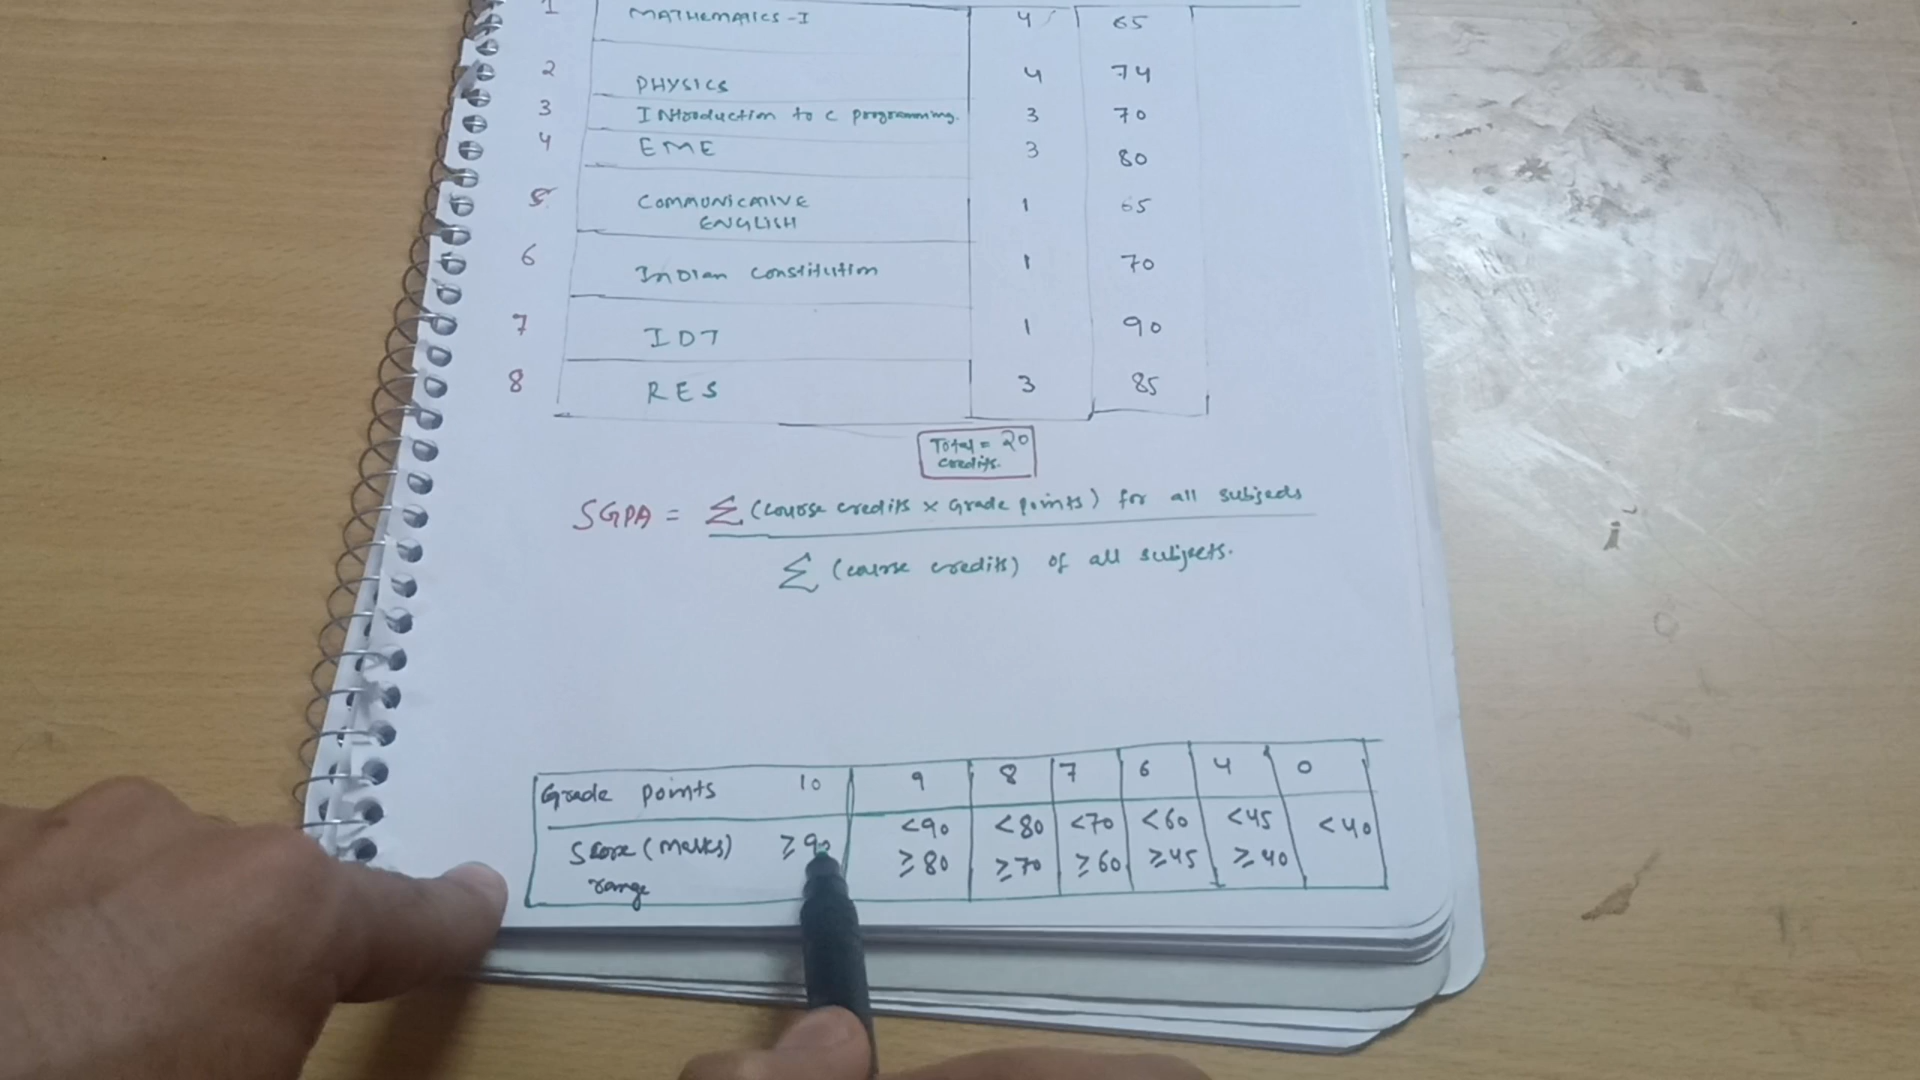 1 MATHEMATICS-I 4 65
2 PHYSICS 4 74
3 INtroduction to C programming. 3 70
4 EME 3 80
5 COMMUNICATIVE ENGLISH 1 65
6 Indian Constitution 1 70
7 IDT 1 90
8 RES 3 85
Total = 20
credits.
SGPA = Σ (course credits × Grade points) for all subjects
Σ (course credits) of all subjects.
Grade points 10 9 8 7 6 4 0
Score (Marks) range ≥90 <90 ≥80 <80 ≥70 <70 ≥60 <60 ≥45 <45 ≥40 <40